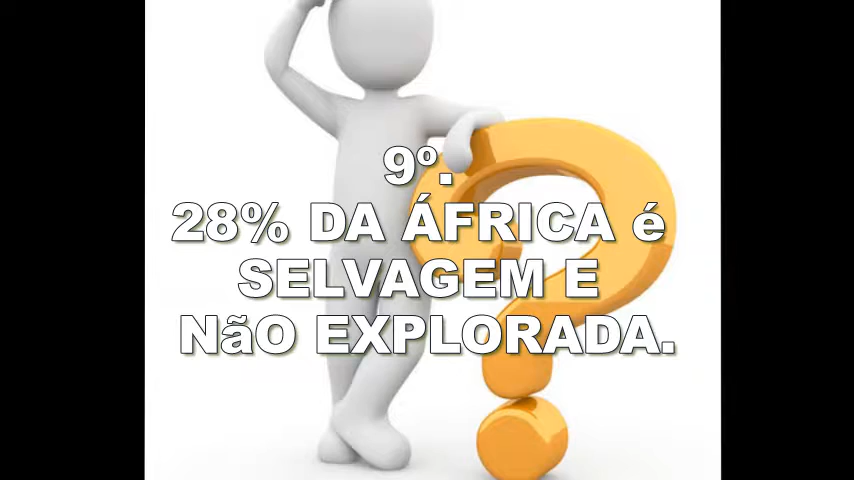 9º.
28% DA ÁFRICA é
SELVAGEM E
NãO EXPLORADA.